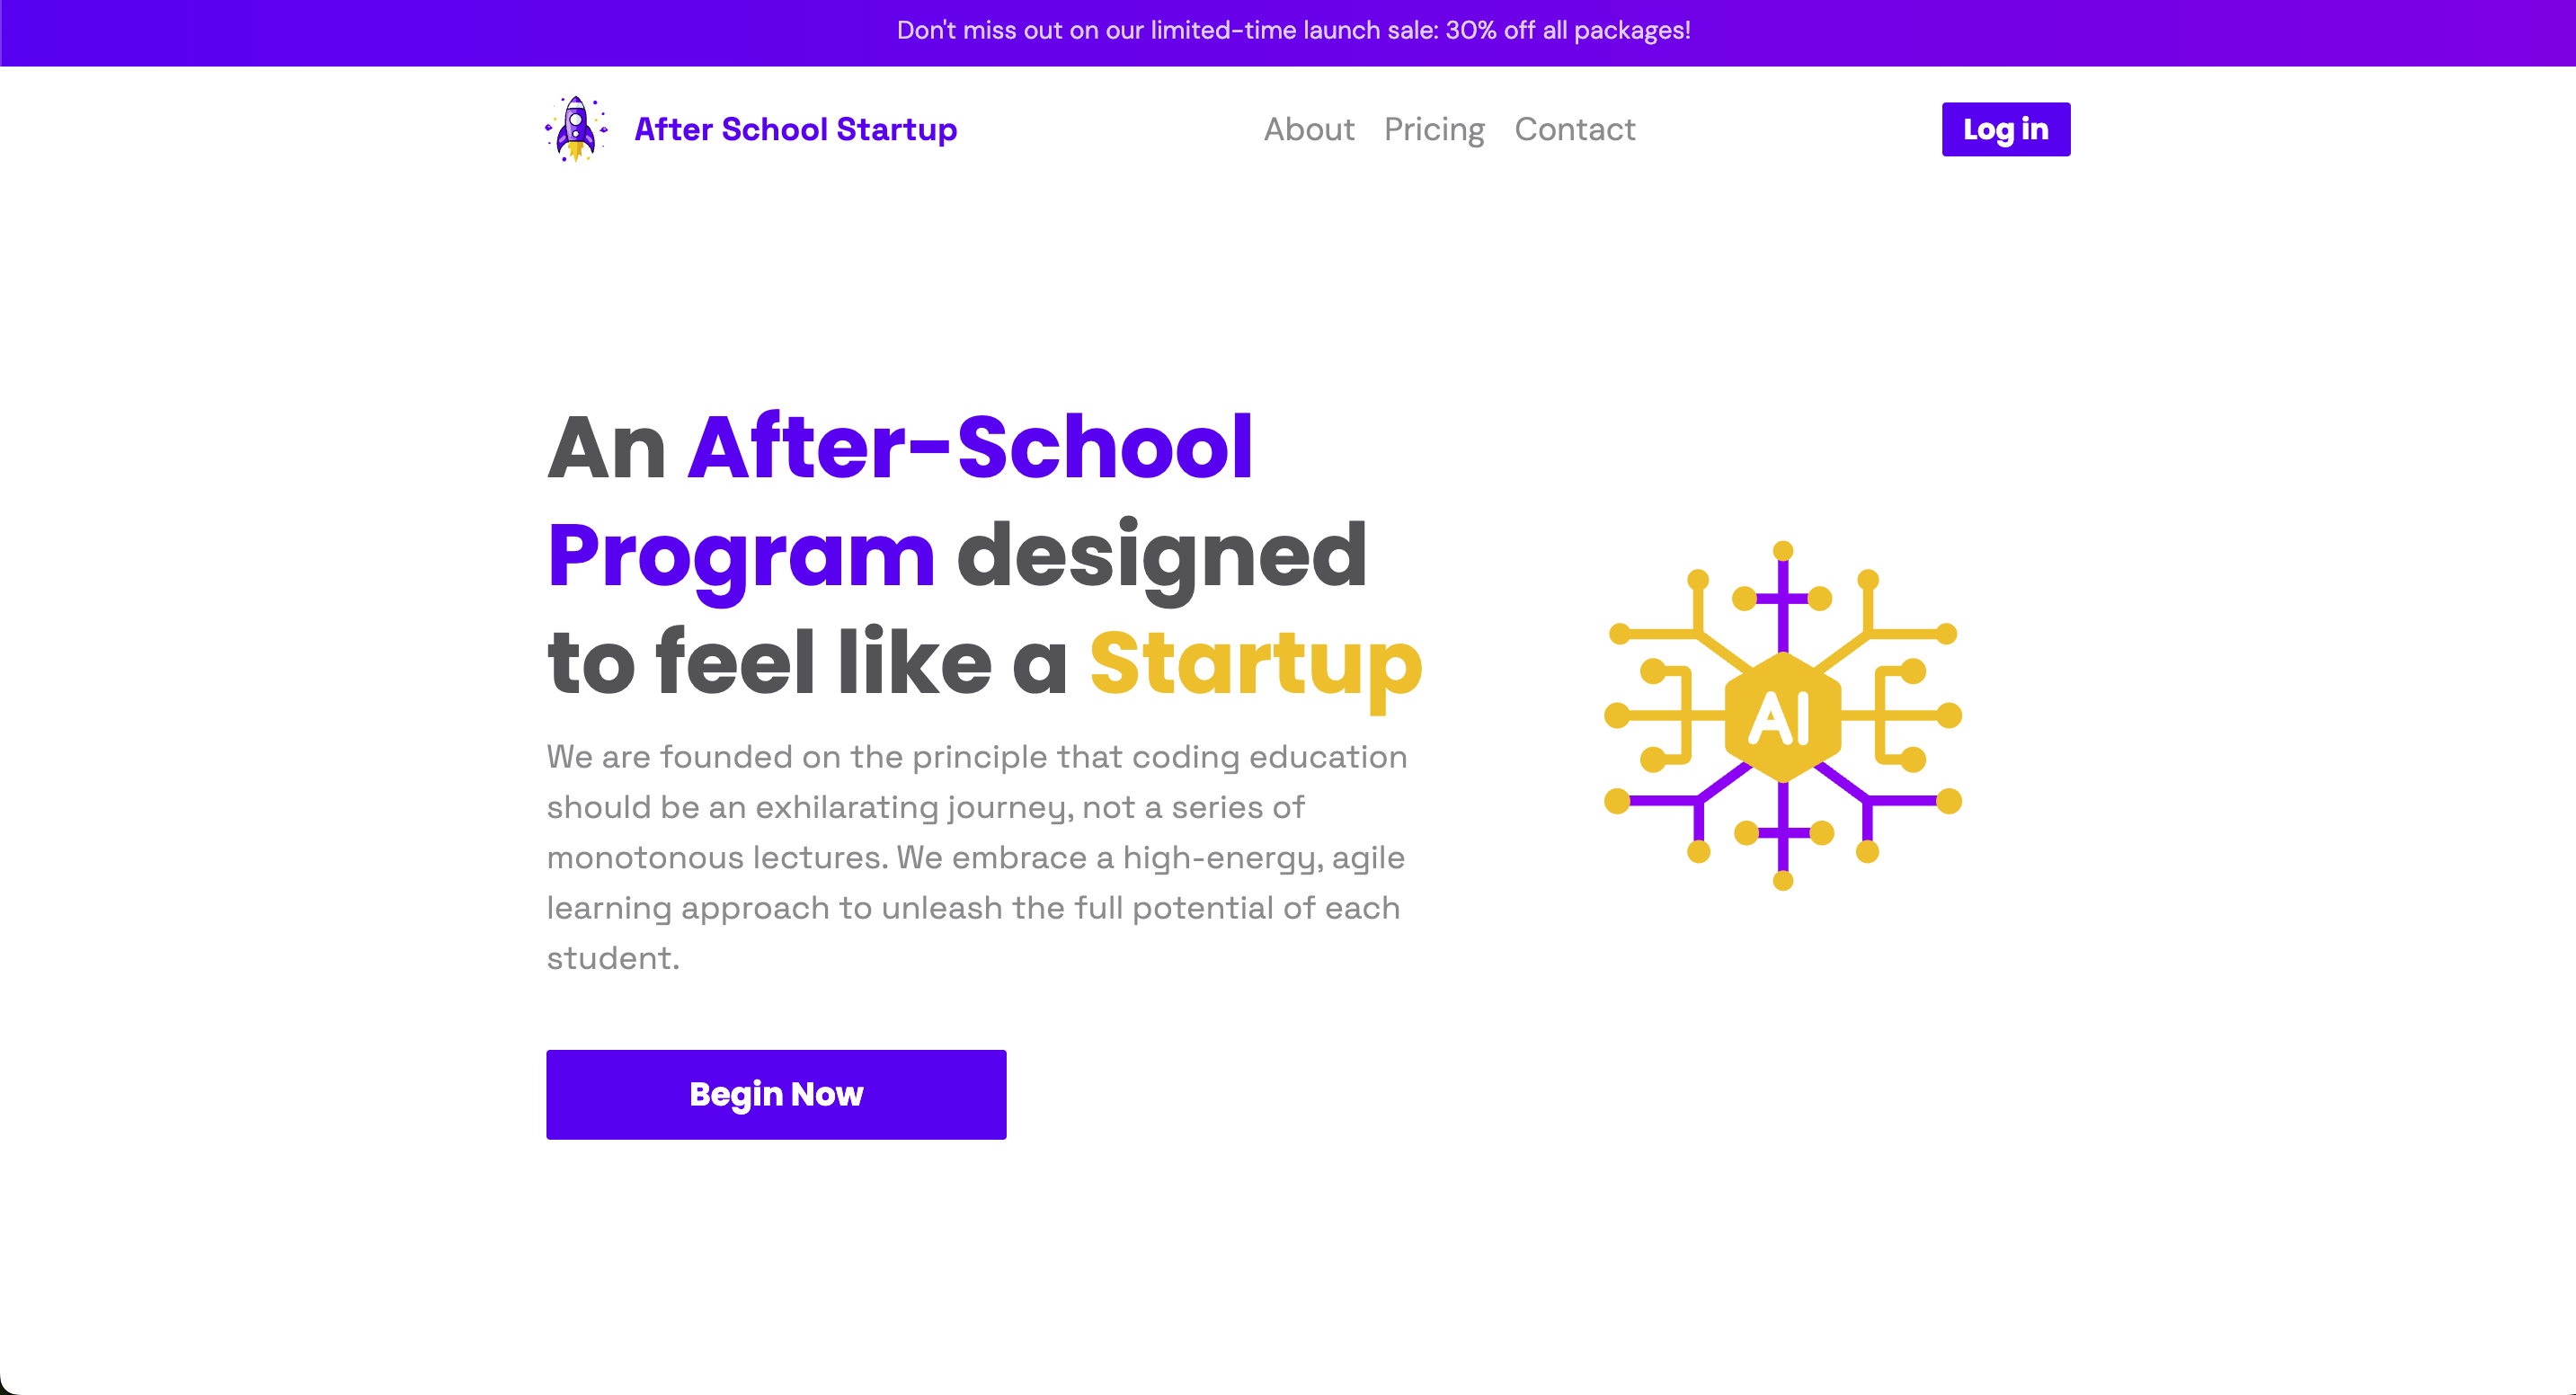 Don't miss out on our limited-time launch sale: 30% off all packages!
After School Startup
About Pricing Contact
Log in
An After-School
Program designed
to feel like a Startup
We are founded on the principle that coding education
should be an exhilarating journey, not a series of
monotonous lectures. We embrace a high-energy, agile
learning approach to unleash the full potential of each
student.
AI
Begin Now